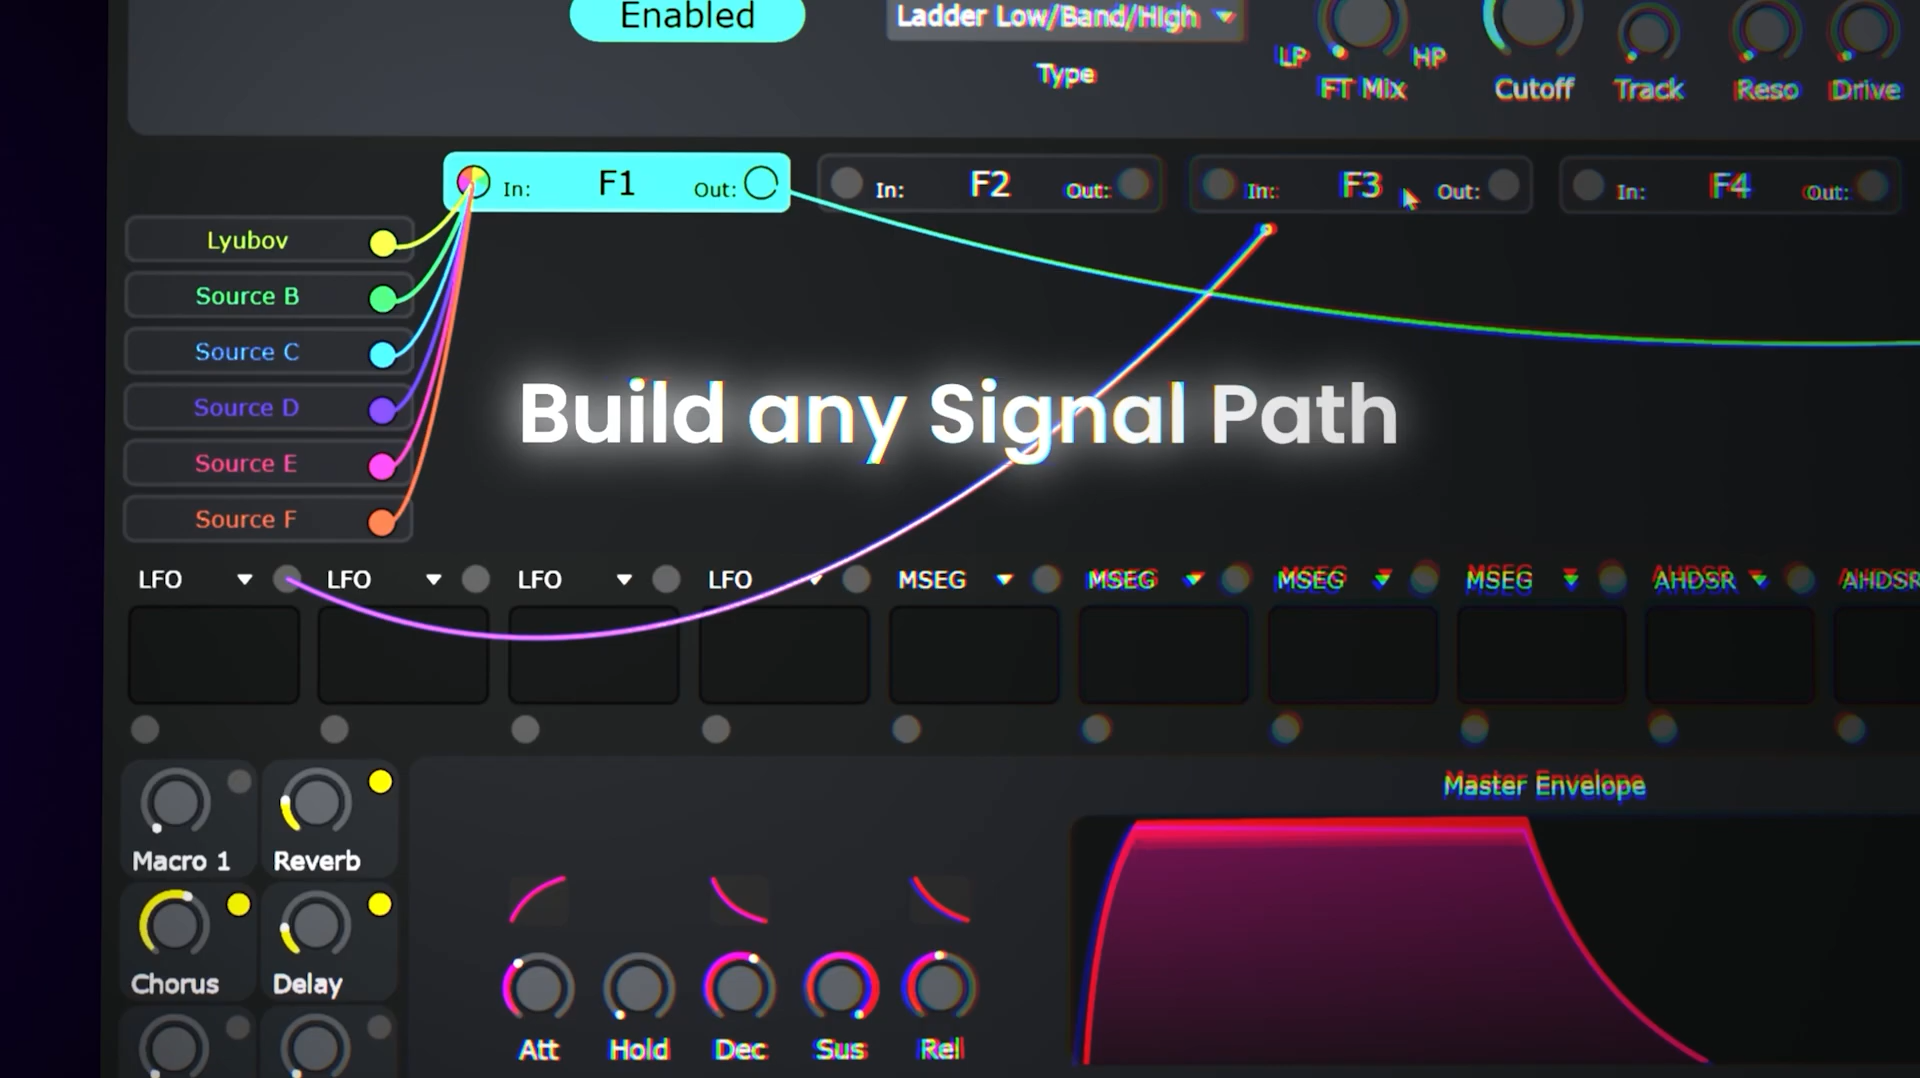 Enabled
Ladder Low/Band/High
Type
LP
HP
FT Mix
Cutoff
Track
Reso
Drive
In: F1 Out:
In: F2 Out:
In: F3 Out:
In: F4 Out:
Lyubov
Source B
Source C
Source D
Source E
Source F
Build any Signal Path
LFO
LFO
LFO
LFO
MSEG
MSEG
MSEG
MSEG
AHDSR
AHDSR
Master Envelope
Macro 1
Reverb
Chorus
Delay
Att
Hold
Dec
Sus
Rel